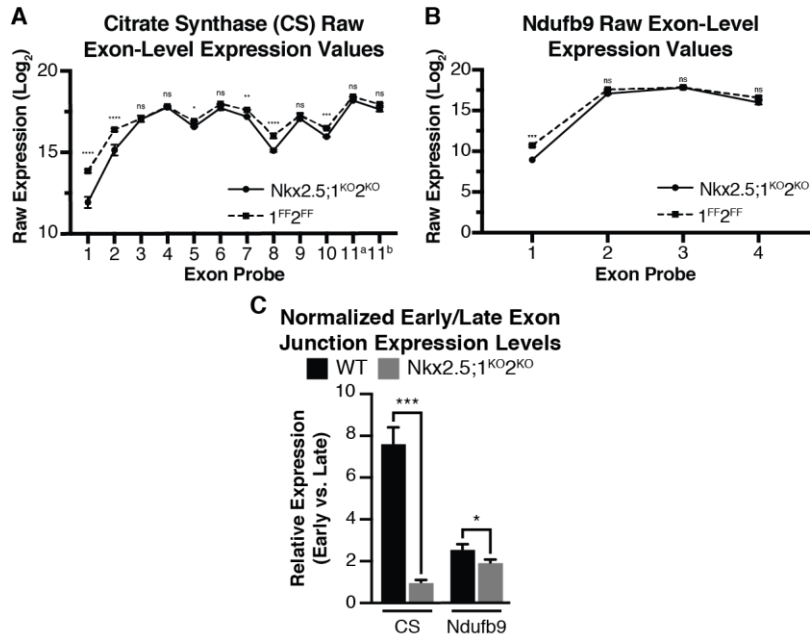 A
Citrate Synthase (CS) Raw
Exon-Level Expression Values
Raw Expression (Log₂)
20
15
10
****
****
ns
ns
*
ns
**
****
ns
***
ns
ns
Nkx2.5;1ᴷᴼ2ᴷᴼ
1ᶠᶠ2ᶠᶠ
1 2 3 4 5 6 7 8 9 10 11ᵃ 11ᵇ
Exon Probe
B
Ndufb9 Raw Exon-Level
Expression Values
Raw Expression (Log₂)
20
15
10
5
0
***
ns
ns
ns
Nkx2.5;1ᴷᴼ2ᴷᴼ
1ᶠᶠ2ᶠᶠ
1 2 3 4
Exon Probe
C
Normalized Early/Late Exon
Junction Expression Levels
WT Nkx2.5;1ᴷᴼ2ᴷᴼ
Relative Expression
(Early vs. Late)
10
8
6
4
2
0
***
*
CS Ndufb9